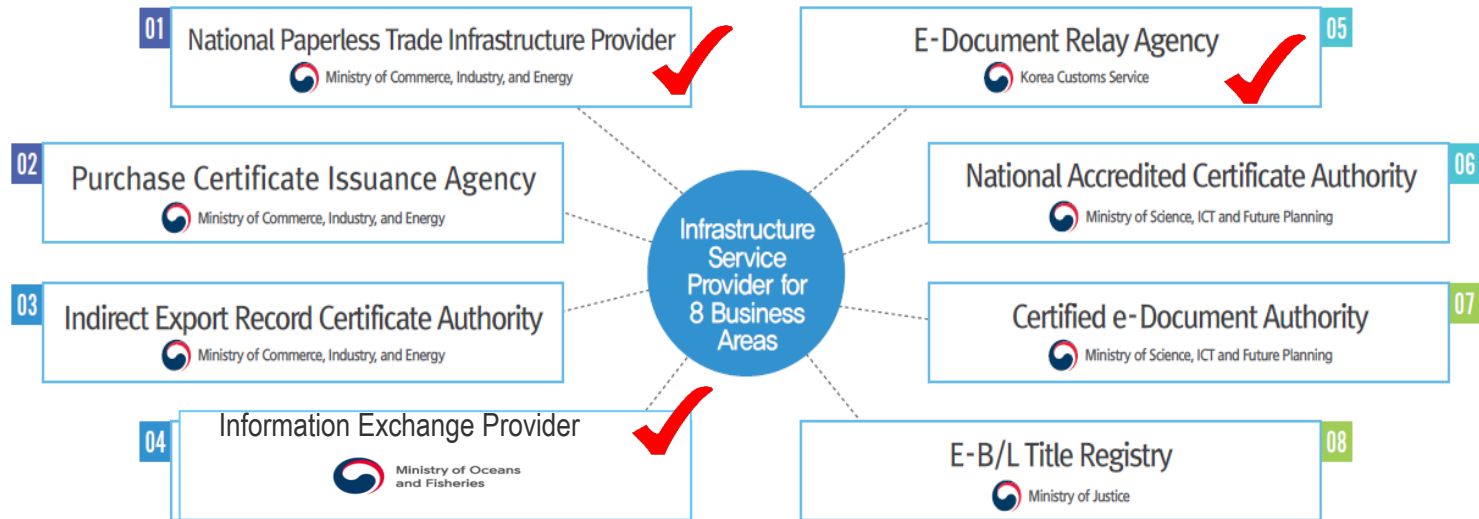 01
National Paperless Trade Infrastructure Provider
Ministry of Commerce, Industry, and Energy
02
Purchase Certificate Issuance Agency
Ministry of Commerce, Industry, and Energy
03
Indirect Export Record Certificate Authority
Ministry of Commerce, Industry, and Energy
04
Information Exchange Provider
Ministry of Oceans
and Fisheries
Infrastructure
Service
Provider for
8 Business
Areas
05
E-Document Relay Agency
Korea Customs Service
06
National Accredited Certificate Authority
Ministry of Science, ICT and Future Planning
07
Certified e-Document Authority
Ministry of Science, ICT and Future Planning
08
E-B/L Title Registry
Ministry of Justice